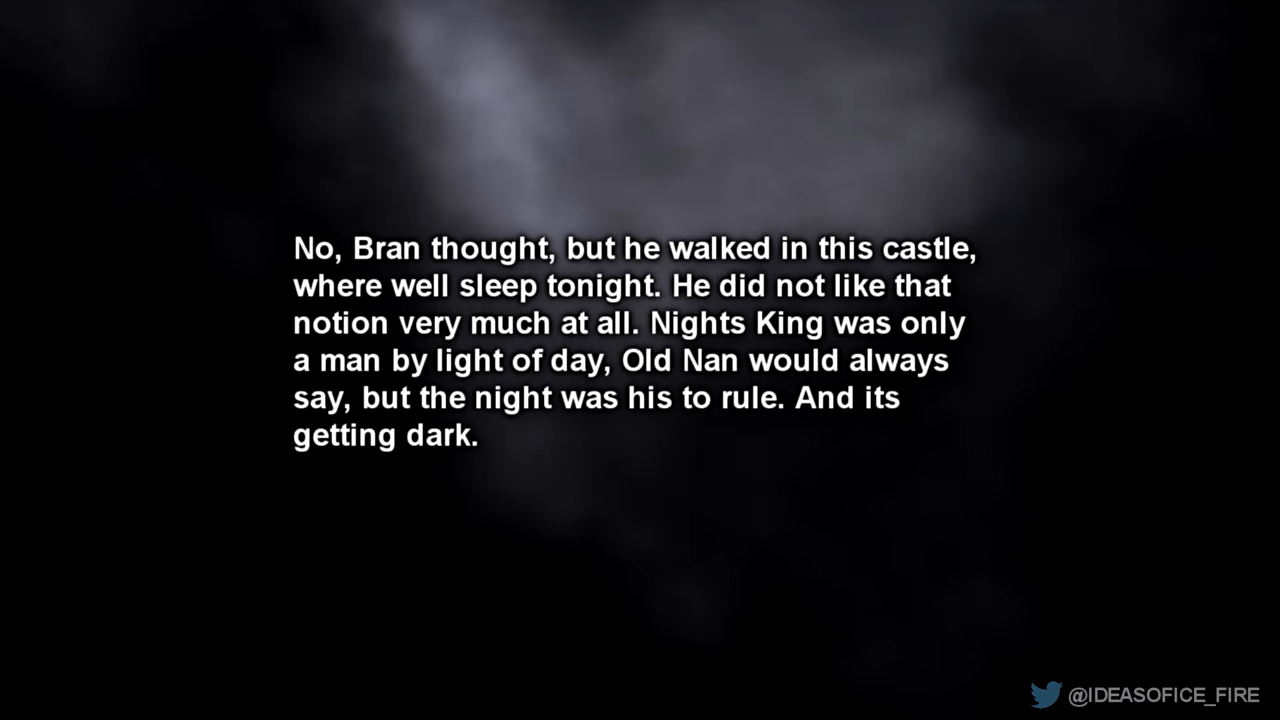 No, Bran thought, but he walked in this castle,
where well sleep tonight. He did not like that
notion very much at all. Nights King was only
a man by light of day, Old Nan would always
say, but the night was his to rule. And its
getting dark.
@IDEASOFICE_FIRE